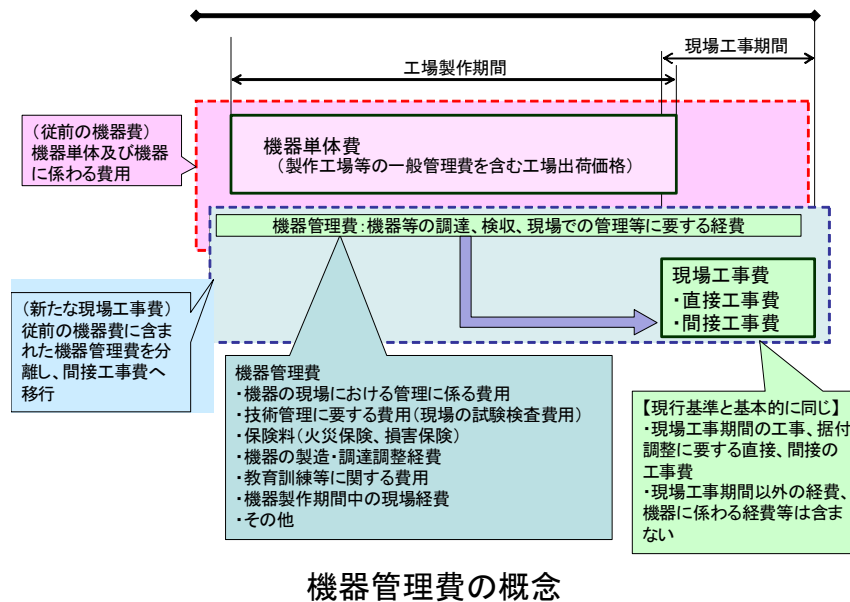 現場工事期間
工場製作期間
(従前の機器費)
機器単体及び機器
に係わる費用
機器単体費
(製作工場等の一般管理費を含む工場出荷価格)
機器管理費:機器等の調達、検収、現場での管理等に要する経費
現場工事費
・直接工事費
・間接工事費
(新たな現場工事費)
従前の機器費に含ま
れた機器管理費を分
離し、間接工事費へ
移行
機器管理費
・機器の現場における管理に係る費用
・技術管理に要する費用(現場の試験検査費用)
・保険料(火災保険、損害保険)
・機器の製造・調達調整経費
・教育訓練等に関する費用
・機器製作期間中の現場経費
・その他
【現行基準と基本的に同じ】
・現場工事期間の工事、据付
調整に要する直接、間接の
工事費
・現場工事期間以外の経費、
機器に係わる経費等は含ま
ない
機器管理費の概念